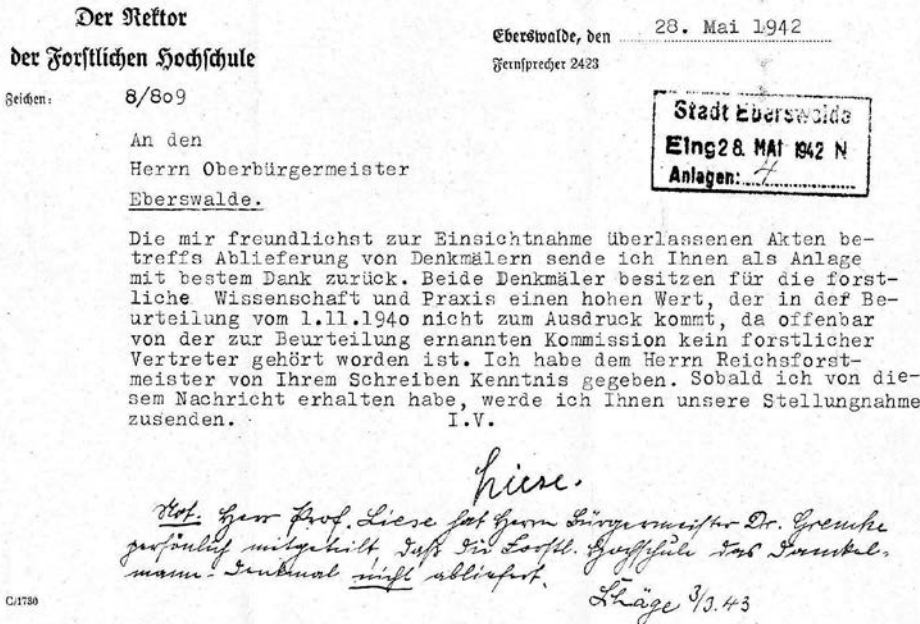 Der Rektor
der Forstlichen Hochschule
Zeichen: 8/809
Eberswalde, den 28. Mai 1942
Fernsprecher 2423
Stadt Eberswalde
Eing 28. MAI 1942 N
Anlagen: 4
An den
Herrn Oberbürgermeister
Eberswalde.
Die mir freundlichst zur Einsichtnahme überlassenen Akten be-
treffs Ablieferung von Denkmälern sende ich Ihnen als Anlage
mit bestem Dank zurück. Beide Denkmäler besitzen für die forst-
liche Wissenschaft und Praxis einen hohen Wert, der in def Be-
urteilung vom 1.11.1940 nicht zum Ausdruck kommt, da offenbar
von der zur Beurteilung ernannten Kommission kein forstlicher
Vertreter gehört worden ist. Ich habe dem Herrn Reichsforst-
meister von Ihrem Schreiben Kenntnis gegeben. Sobald ich von die-
sem Nachricht erhalten habe, werde ich Ihnen unsere Stellungnahme
zusenden. I.V.
Liese.
Not. Herr Prof. Liese hat Herrn Bürgermeister Dr.
persönlich mitgeteilt, daß die Forstl. Hochschule das Dankel-
mann-Denkmal nicht abliefert.
3/3.43
C/1730